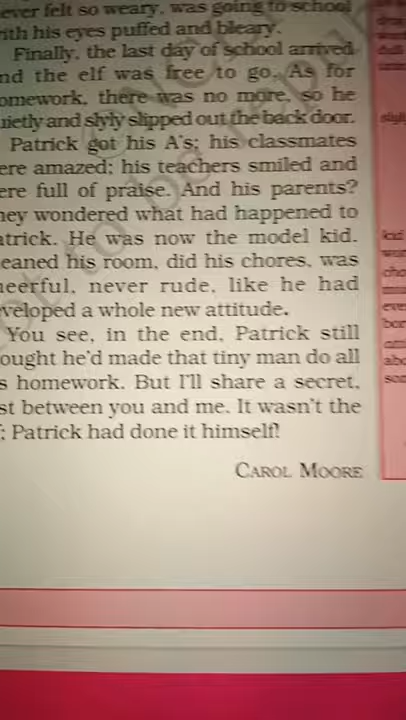 ever felt so weary, was going to school
ith his eyes puffed and bleary.
Finally, the last day of school arrived
nd the elf was free to go. As for
omework, there was no more, so he
uietly and slyly slipped out the back door.
Patrick got his A's; his classmates
ere amazed; his teachers smiled and
ere full of praise. And his parents?
hey wondered what had happened to
atrick. He was now the model kid.
eaned his room, did his chores, was
heerful, never rude, like he had
veloped a whole new attitude.
You see, in the end, Patrick still
ought he'd made that tiny man do all
s homework. But I'll share a secret,
st between you and me. It wasn't the
; Patrick had done it himself!
CAROL MOORE